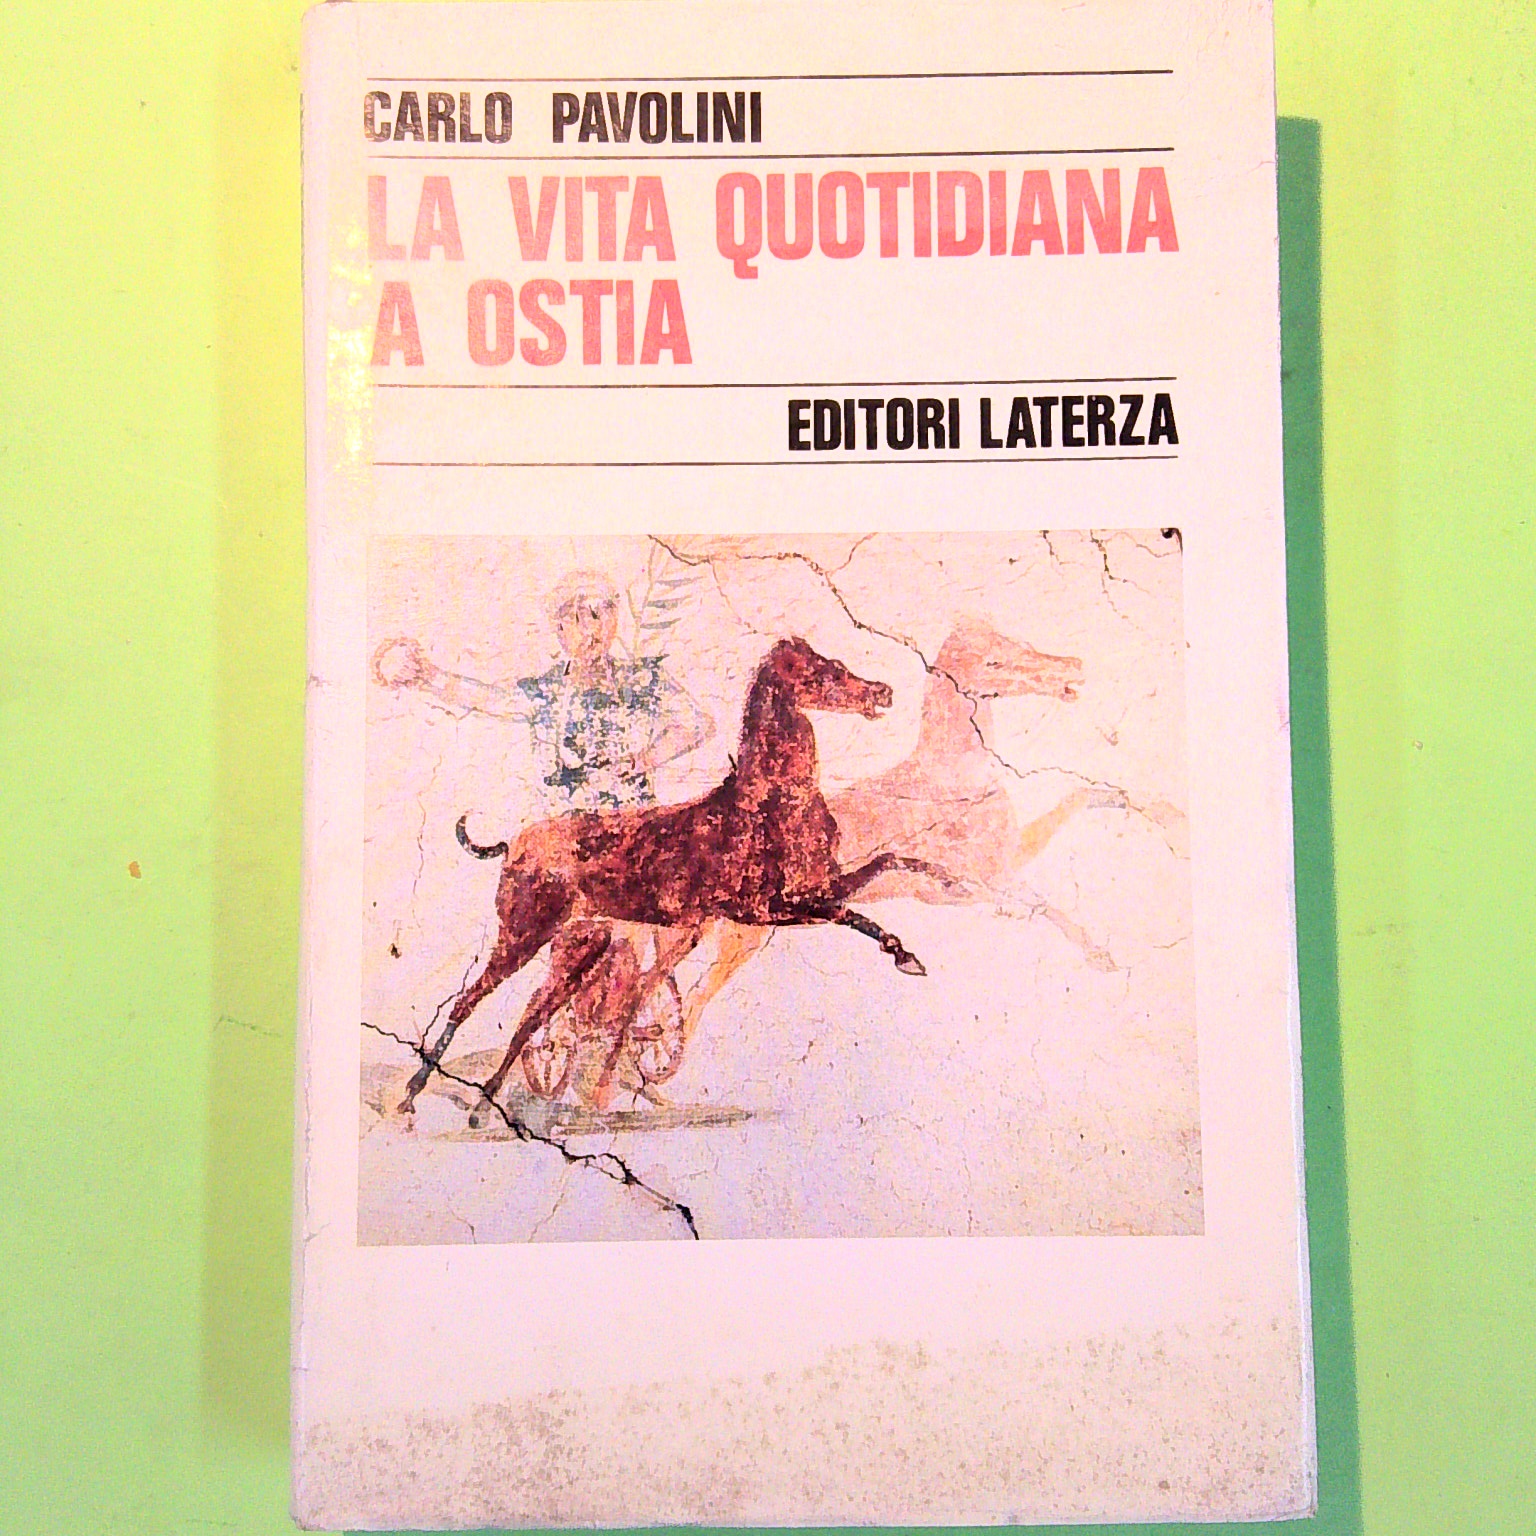 CARLO PAVOLINI
LA VITA QUOTIDIANA
A OSTIA
EDITORI LATERZA